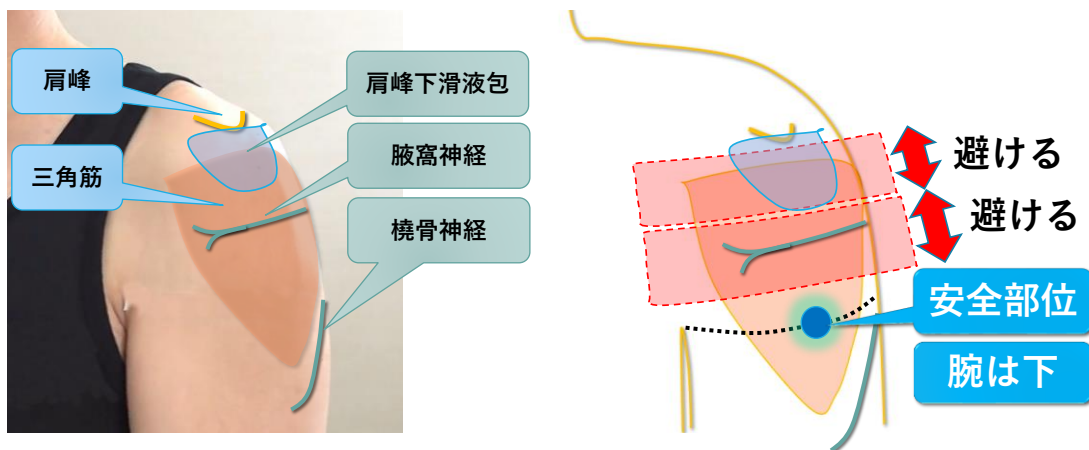 肩峰
三角筋
肩峰下滑液包
腋窩神経
橈骨神経
避ける
避ける
安全部位
腕は下